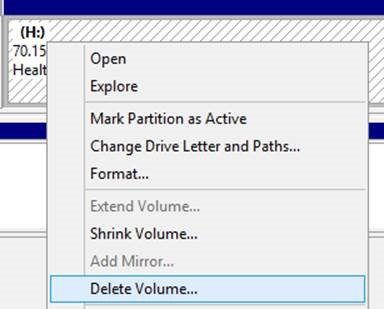 (H:)
70.15
Healt
Open
Explore
Mark Partition as Active
Change Drive Letter and Paths...
Format...
Extend Volume...
Shrink Volume...
Add Mirror...
Delete Volume...